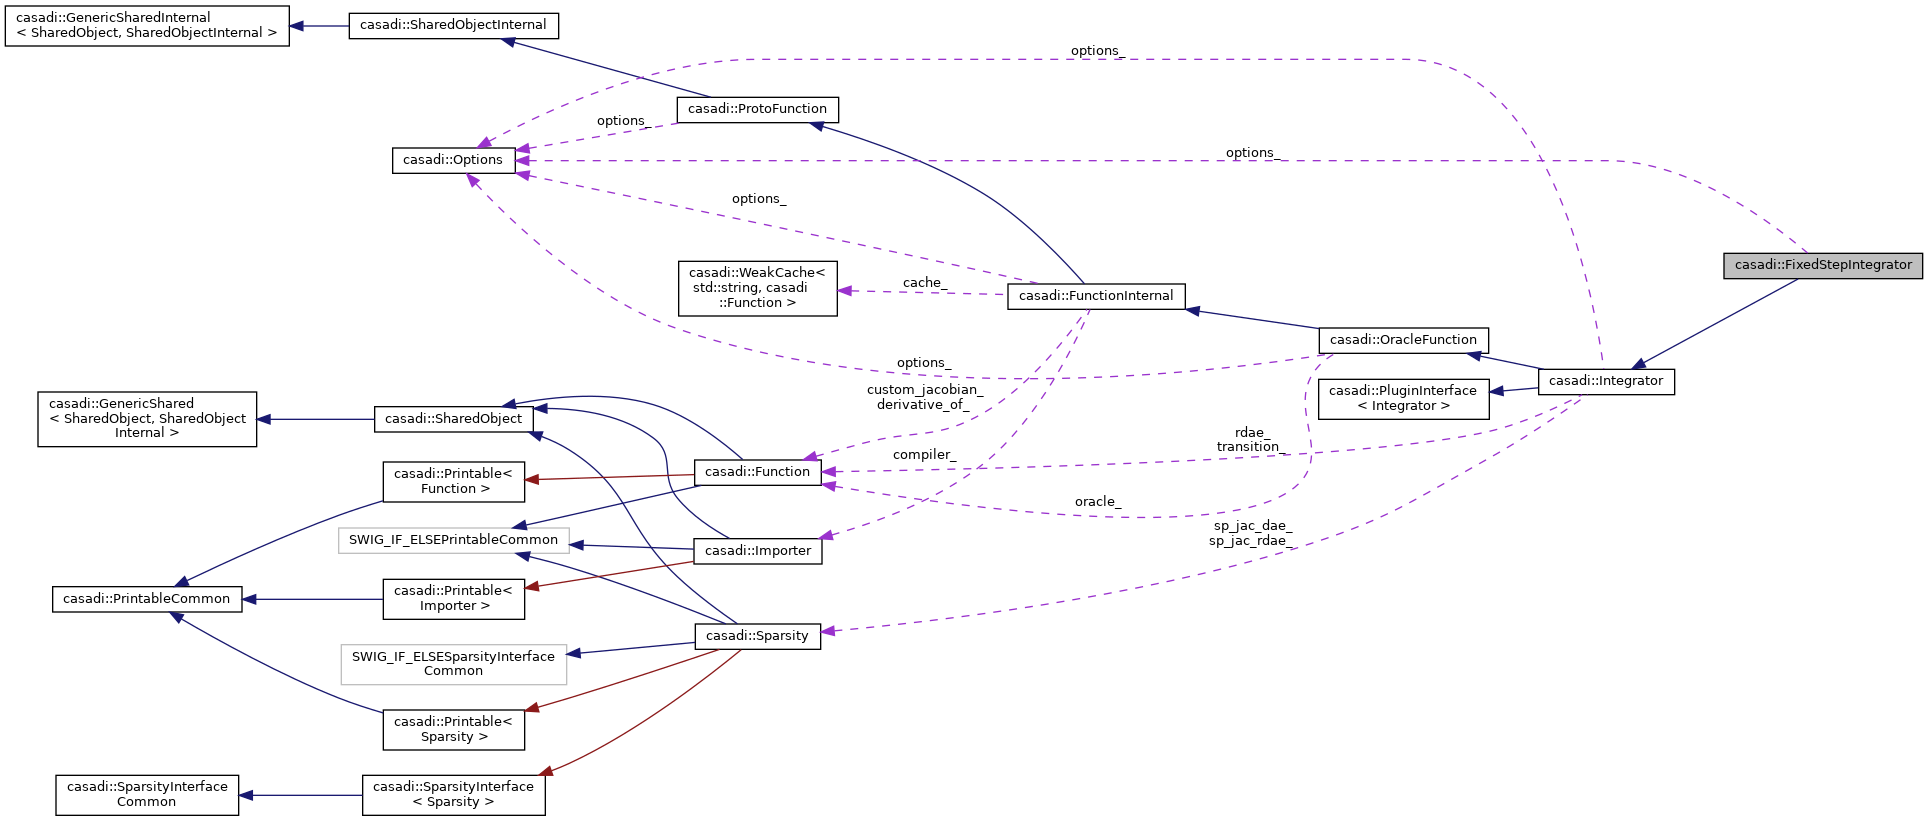 casadi::GenericSharedInternal
< SharedObject, SharedObjectInternal >
casadi::SharedObjectInternal
options_
casadi::ProtoFunction
options_
casadi::Options
options_
options_
casadi::FixedStepIntegrator
casadi::WeakCache<
std::string, casadi
::Function >
cache_
casadi::FunctionInternal
casadi::OracleFunction
options_
casadi::Integrator
casadi::PluginInterface
< Integrator >
custom_jacobian_
derivative_of_
casadi::GenericShared
< SharedObject, SharedObject
Internal >
casadi::SharedObject
rdae_
transition_
compiler_
casadi::Printable<
Function >
casadi::Function
oracle_
SWIG_IF_ELSEPrintableCommon
casadi::Importer
sp_jac_dae_
sp_jac_rdae_
casadi::PrintableCommon
casadi::Printable<
Importer >
casadi::Sparsity
SWIG_IF_ELSESparsityInterface
Common
casadi::Printable<
Sparsity >
casadi::SparsityInterface
Common
casadi::SparsityInterface
< Sparsity >